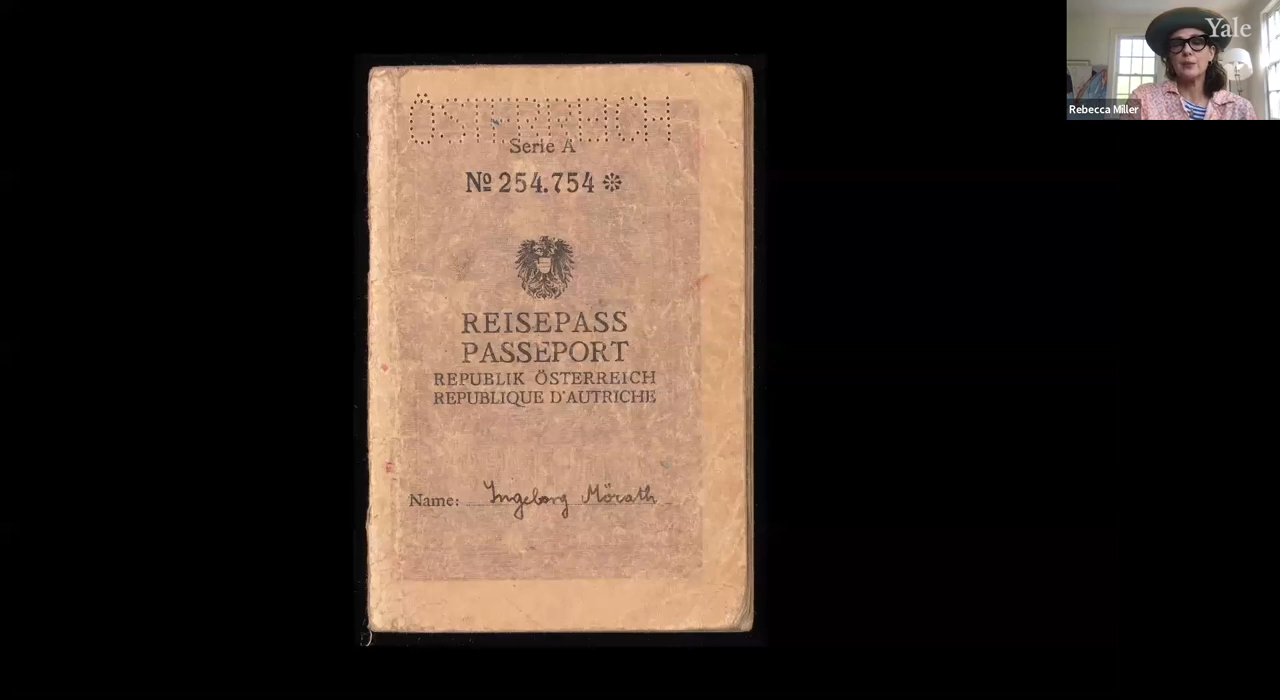 Yale
Rebecca Miller
ÖSTERREICH
Serie A
№ 254.754 ❊
REISEPASS
PASSEPORT
REPUBLIK ÖSTERREICH
REPUBLIQUE D'AUTRICHE
Name: Ingeborg Mörath